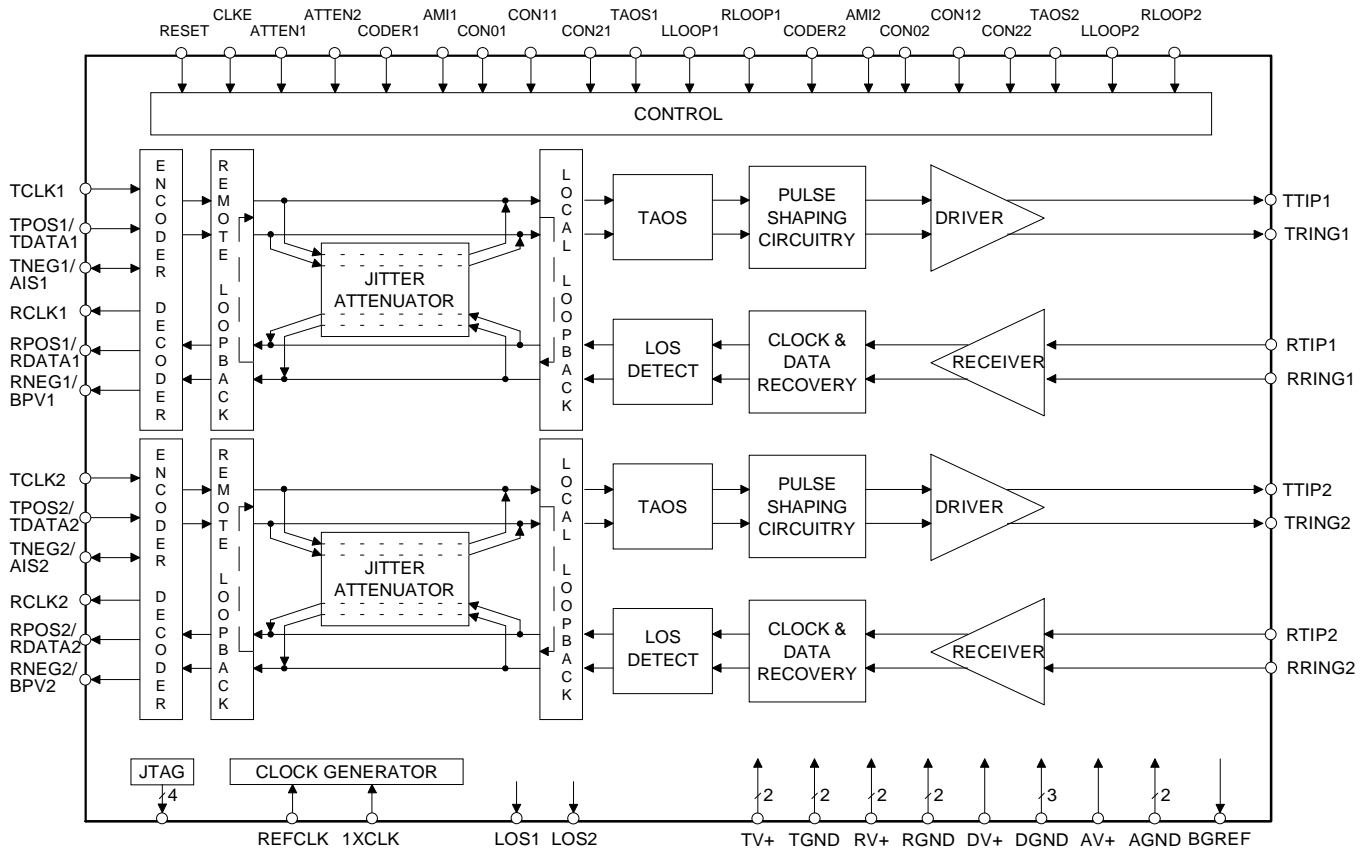 CLKE ATTEN2 AMI1 CON11 TAOS1 RLOOP1 AMI2 CON12 TAOS2 RLOOP2
RESET ATTEN1 CODER1 CON01 CON21 LLOOP1 CODER2 CON02 CON22 LLOOP2
CONTROL
TCLK1
TPOS1/
TDATA1
TNEG1/
AIS1
RCLK1
RPOS1/
RDATA1
RNEG1/
BPV1
ENCODER DECODER
REMOTE LOOPBACK
JITTER
ATTENUATOR
LOCAL LOOPBACK
TAOS
PULSE
SHAPING
CIRCUITRY
DRIVER
TTIP1
TRING1
LOS
DETECT
CLOCK &
DATA
RECOVERY
RECEIVER
RTIP1
RRING1
TCLK2
TPOS2/
TDATA2
TNEG2/
AIS2
RCLK2
RPOS2/
RDATA2
RNEG2/
BPV2
ENCODER DECODER
REMOTE LOOPBACK
JITTER
ATTENUATOR
LOCAL LOOPBACK
TAOS
PULSE
SHAPING
CIRCUITRY
DRIVER
TTIP2
TRING2
LOS
DETECT
CLOCK &
DATA
RECOVERY
RECEIVER
RTIP2
RRING2
JTAG
CLOCK GENERATOR
4 2 2 2 2 3 2
REFCLK 1XCLK LOS1 LOS2 TV+ TGND RV+ RGND DV+ DGND AV+ AGND BGREF